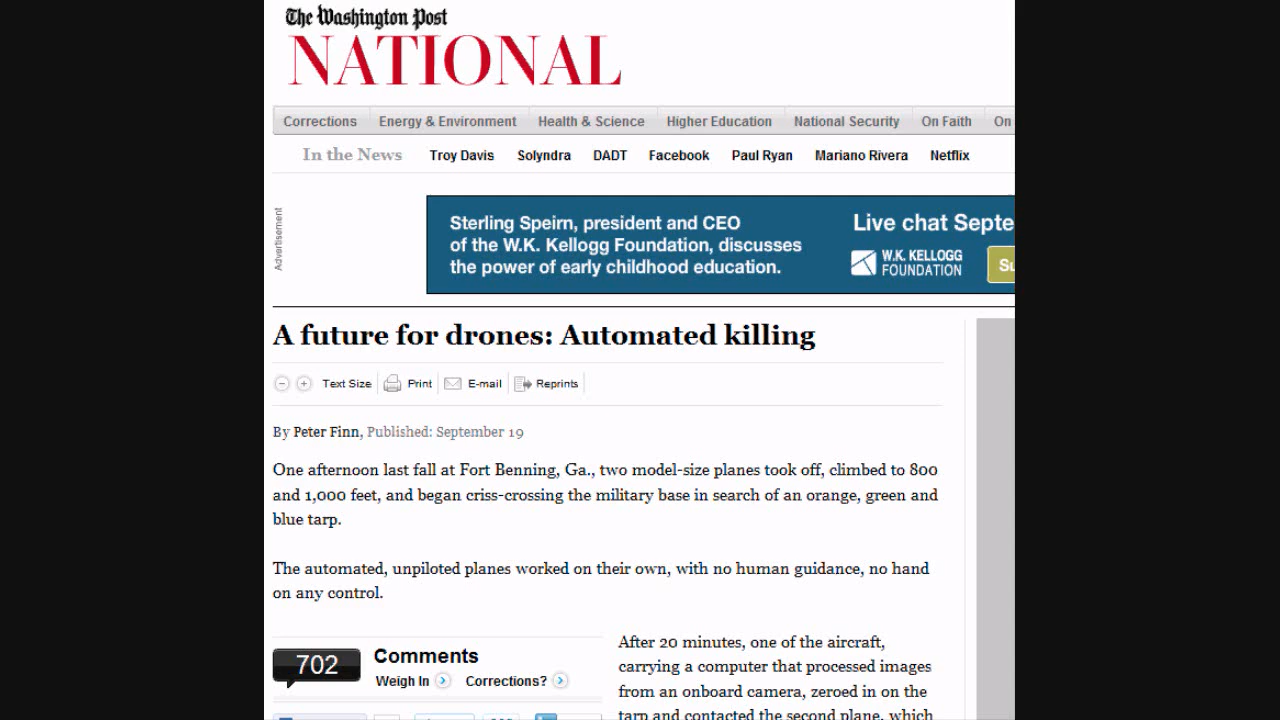 The Washington Post
NATIONAL
Corrections Energy & Environment Health & Science Higher Education National Security On Faith On
In the News Troy Davis Solyndra DADT Facebook Paul Ryan Mariano Rivera Netflix
Advertisement
Sterling Speirn, president and CEO
of the W.K. Kellogg Foundation, discusses
the power of early childhood education.
Live chat Septe
W.K. KELLOGG
FOUNDATION
Su
A future for drones: Automated killing
Text Size Print E-mail Reprints
By Peter Finn, Published: September 19
One afternoon last fall at Fort Benning, Ga., two model-size planes took off, climbed to 800
and 1,000 feet, and began criss-crossing the military base in search of an orange, green and
blue tarp.
The automated, unpiloted planes worked on their own, with no human guidance, no hand
on any control.
702
Comments
Weigh In Corrections?
After 20 minutes, one of the aircraft,
carrying a computer that processed images
from an onboard camera, zeroed in on the
tarp and contacted the second plane, which